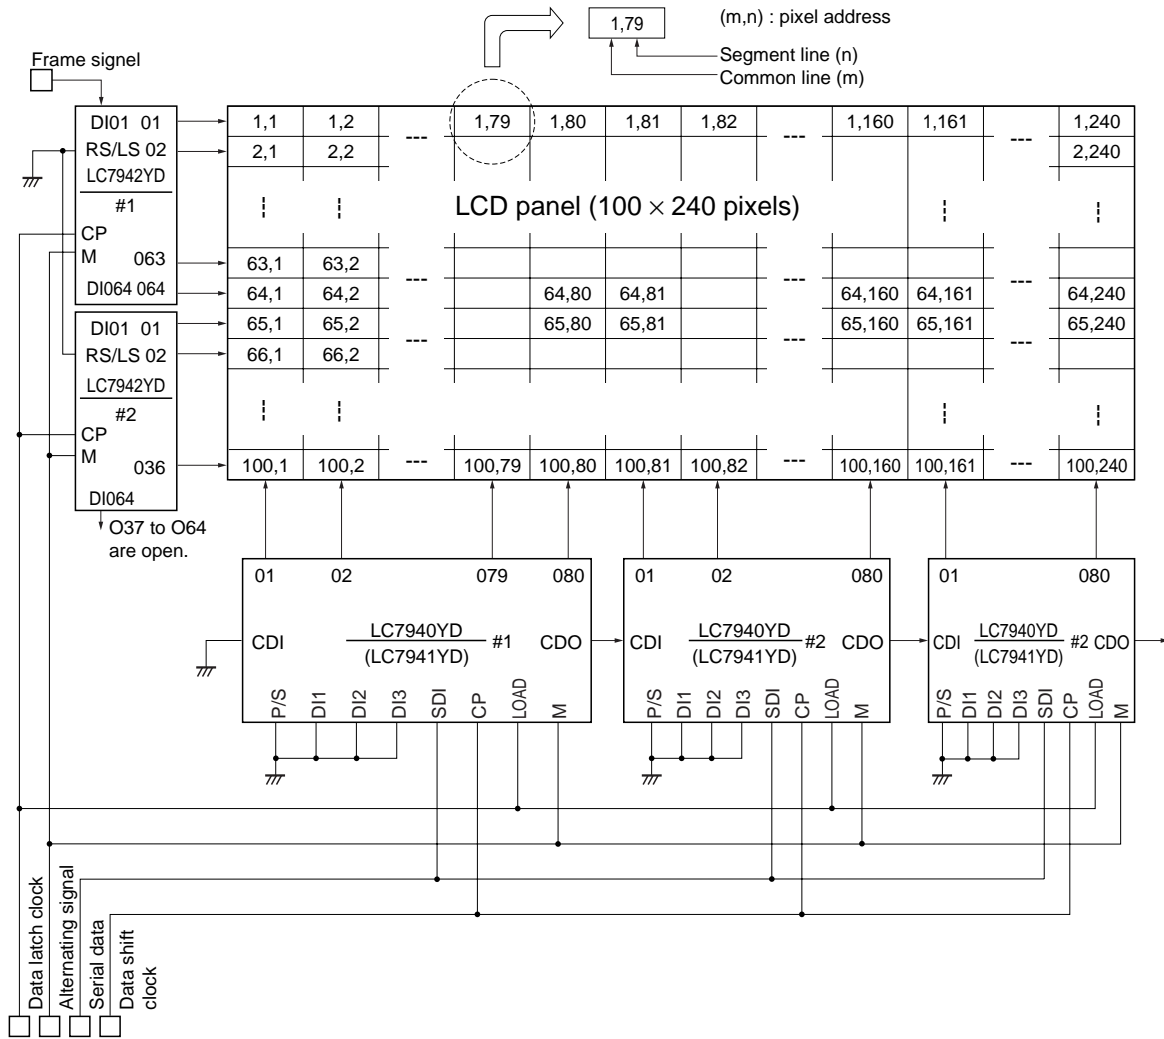 (m,n) : pixel address
1,79
Segment line (n)
Common line (m)
Frame signel
DI01 01
RS/LS 02
LC7942YD
#1
CP
M
063
DI064 064
DI01 01
RS/LS 02
LC7942YD
#2
CP
M
036
DI064
O37 to O64
are open.
1,1 1,2 --- 1,79 1,80 1,81 1,82 --- 1,160 1,161 --- 1,240
2,1 2,2 2,240
LCD panel (100 × 240 pixels)
63,1 63,2
64,1 64,2 --- 64,80 64,81 --- 64,160 64,161 --- 64,240
65,1 65,2 --- 65,80 65,81 --- 65,160 65,161 --- 65,240
66,1 66,2
100,1 100,2 --- 100,79 100,80 100,81 100,82 --- 100,160 100,161 --- 100,240
01 02 079 080
CDI LC7940YD #1 CDO
(LC7941YD)
P/S DI1 DI2 DI3 SDI CP LOAD M
01 02 080
CDI LC7940YD #2 CDO
(LC7941YD)
P/S DI1 DI2 DI3 SDI CP LOAD M
01 080
CDI LC7940YD #2 CDO
(LC7941YD)
P/S DI1 DI2 DI3 SDI CP LOAD M
Data latch clock
Alternating signal
Serial data
Data shift
clock